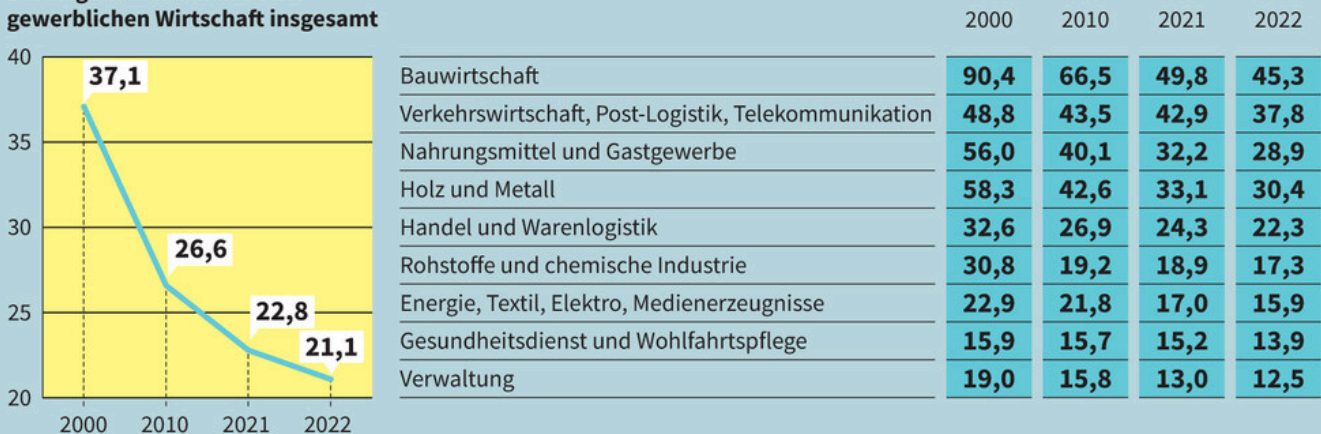 gewerblichen Wirtschaft insgesamt
40
35
30
25
20
37,1
26,6
22,8
21,1
2000 2010 2021 2022
2000 2010 2021 2022
Bauwirtschaft 90,4 66,5 49,8 45,3
Verkehrswirtschaft, Post-Logistik, Telekommunikation 48,8 43,5 42,9 37,8
Nahrungsmittel und Gastgewerbe 56,0 40,1 32,2 28,9
Holz und Metall 58,3 42,6 33,1 30,4
Handel und Warenlogistik 32,6 26,9 24,3 22,3
Rohstoffe und chemische Industrie 30,8 19,2 18,9 17,3
Energie, Textil, Elektro, Medienerzeugnisse 22,9 21,8 17,0 15,9
Gesundheitsdienst und Wohlfahrtspflege 15,9 15,7 15,2 13,9
Verwaltung 19,0 15,8 13,0 12,5